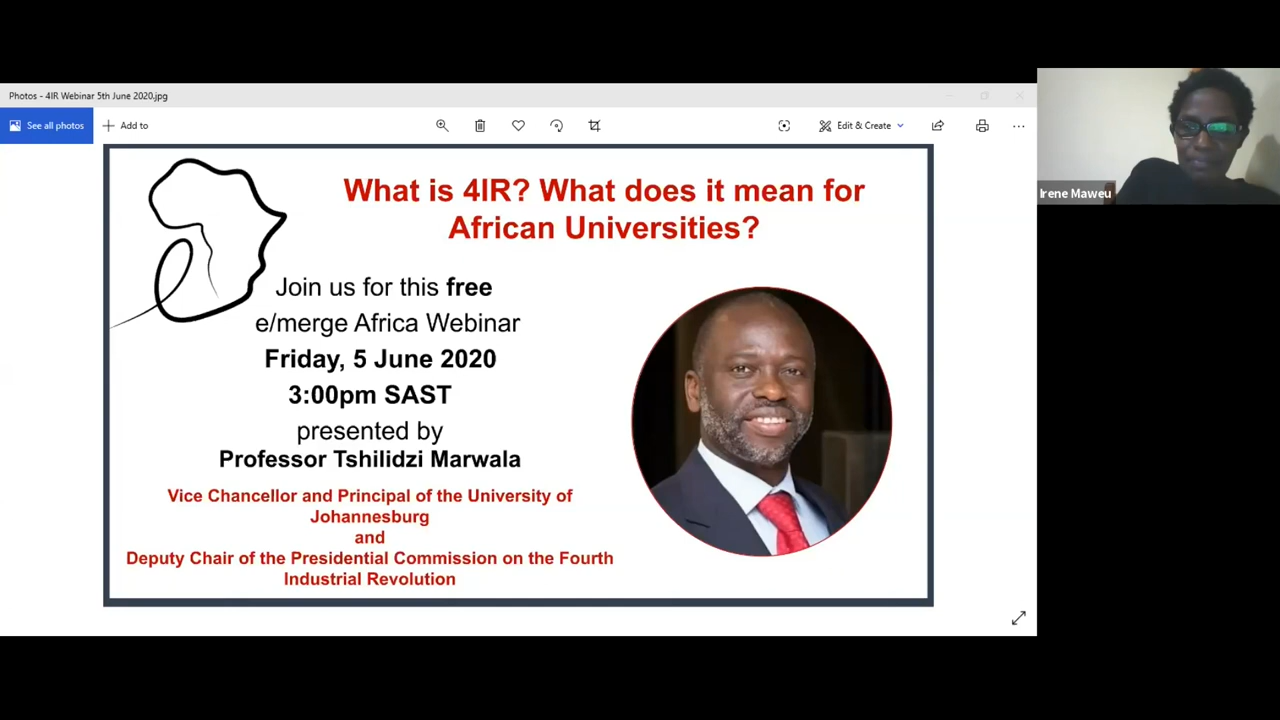 Photos - 4IR Webinar 5th June 2020.jpg
See all photos
Add to
Edit & Create
What is 4IR? What does it mean for
African Universities?
Join us for this free
e/merge Africa Webinar
Friday, 5 June 2020
3:00pm SAST
presented by
Professor Tshilidzi Marwala
Vice Chancellor and Principal of the University of
Johannesburg
and
Deputy Chair of the Presidential Commission on the Fourth
Industrial Revolution
Irene Maweu